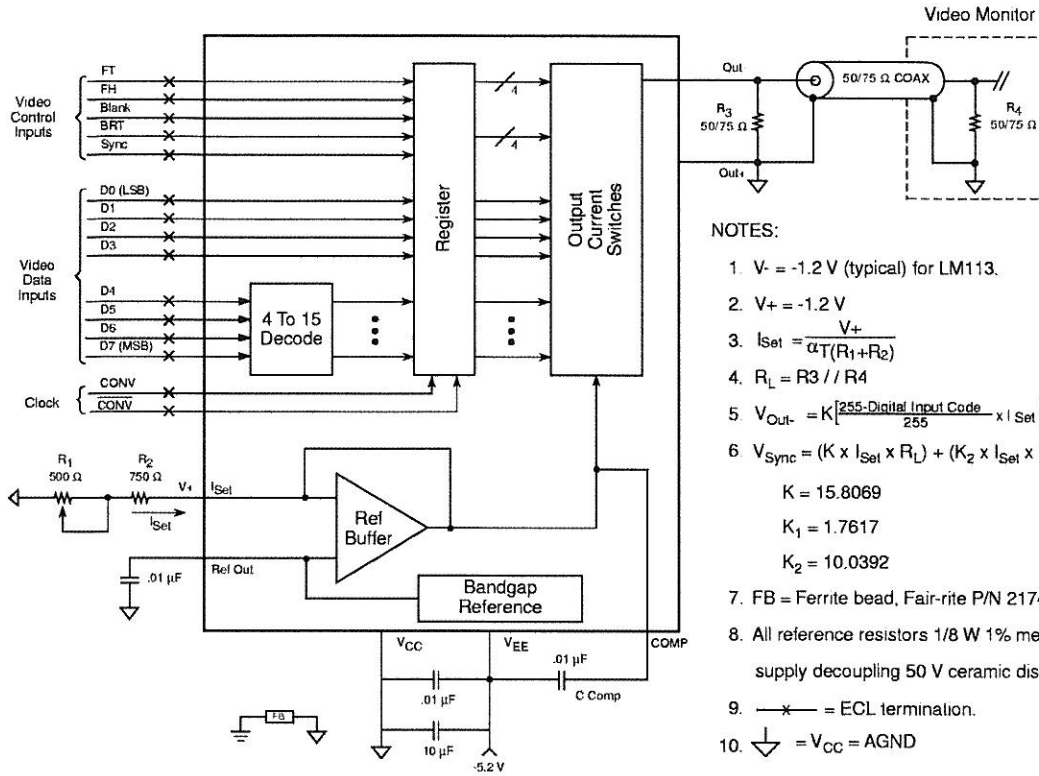 Video Monitor
FT
FH
Blank
BRT
Sync
Video
Control
Inputs
D0 (LSB)
D1
D2
D3
D4
D5
D6
D7 (MSB)
Video
Data
Inputs
4 To 15
Decode
Register
4
4
Output
Current
Switches
Out-
Out+
R3
50/75 Ω
50/75 Ω COAX
R4
50/75 Ω
Clock
CONV
CONV
R1
500 Ω
R2
750 Ω
V+
ISet
ISet
Ref
Buffer
Ref Out
.01 µF
Bandgap
Reference
VCC
VEE
COMP
.01 µF
.01 µF
C Comp
10 µF
-5.2 V
FB
NOTES:
1. V- = -1.2 V (typical) for LM113.
2. V+ = -1.2 V
3. ISet = V+ / αT(R1+R2)
4. RL = R3 // R4
5. VOut- = K[255-Digital Input Code / 255 x I Set
6. VSync = (K x ISet x RL) + (K2 x ISet x
K = 15.8069
K1 = 1.7617
K2 = 10.0392
7. FB = Ferrite bead, Fair-rite P/N 2174
8. All reference resistors 1/8 W 1% me
supply decoupling 50 V ceramic dis
9. x = ECL termination.
10. = VCC = AGND